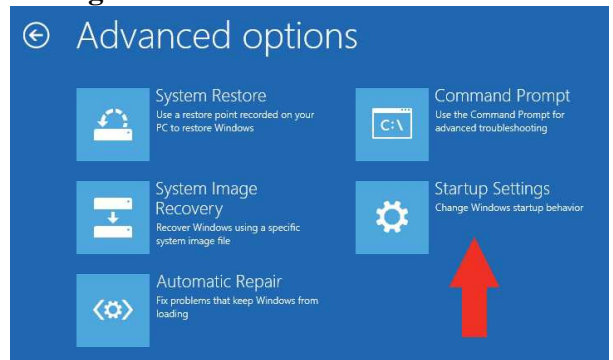 Advanced options
System Restore
Use a restore point recorded on your
PC to restore Windows
System Image
Recovery
Recover Windows using a specific
system image file
Automatic Repair
Fix problems that keep Windows from
loading
Command Prompt
Use the Command Prompt for
advanced troubleshooting
C:\
Startup Settings
Change Windows startup behavior